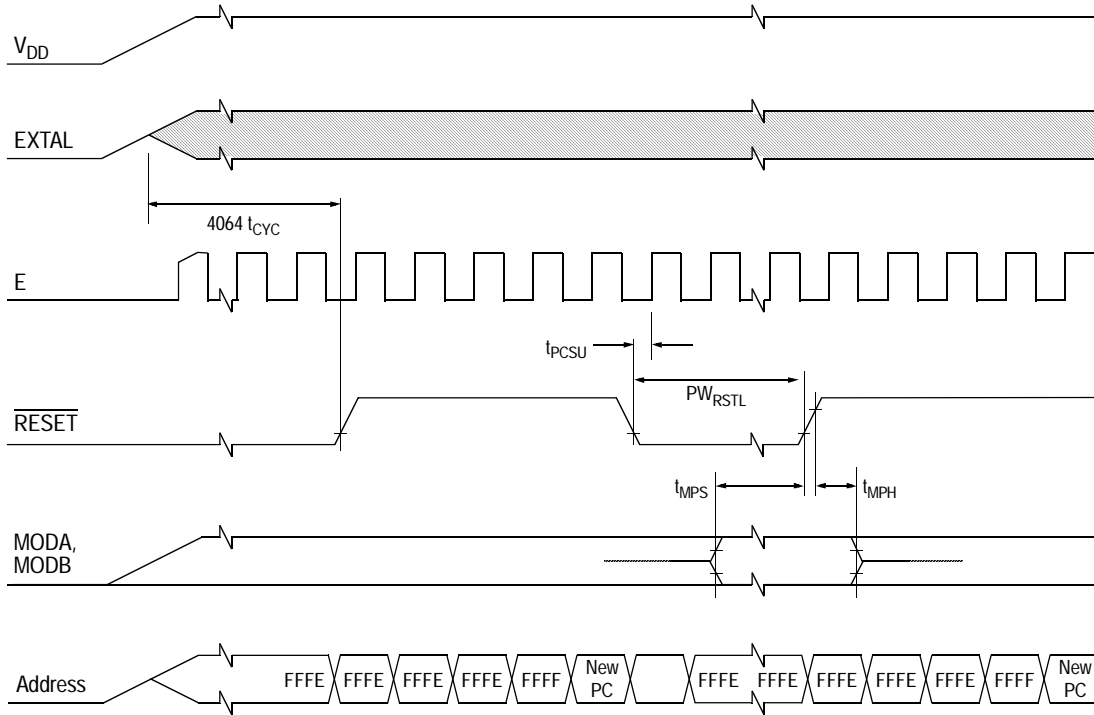 VDD
EXTAL
4064 tCYC
E
tPCSU
PWRSTL
RESET
tMPS
tMPH
MODA,
MODB
Address
FFFE FFFE FFFE FFFE FFFF New PC FFFE FFFE FFFE FFFE FFFE FFFF New PC